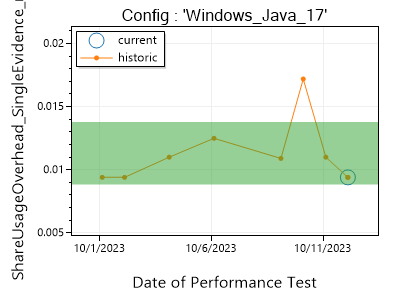 Config : 'Windows_Java_17'
ShareUsageOverhead_SingleEvidence_
current
historic
0.02
0.015
0.01
0.005
10/1/2023
10/6/2023
10/11/2023
Date of Performance Test